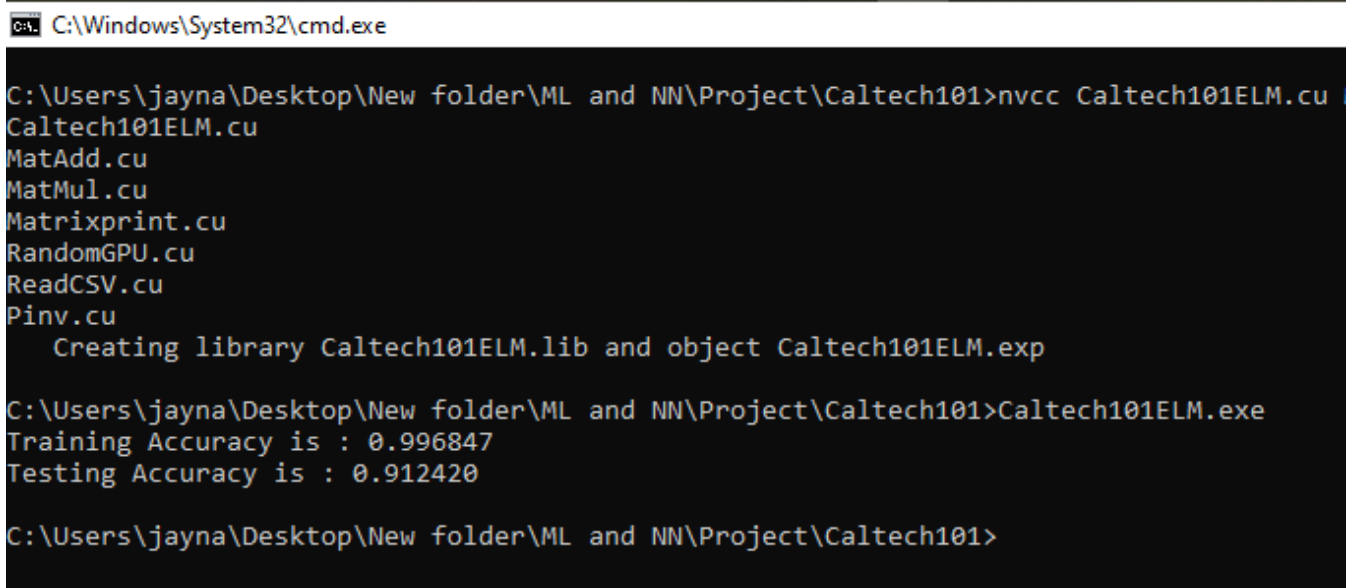 C:\Windows\System32\cmd.exe
C:\Users\jayna\Desktop\New folder\ML and NN\Project\Caltech101>nvcc Caltech101ELM.cu
Caltech101ELM.cu
MatAdd.cu
MatMul.cu
Matrixprint.cu
RandomGPU.cu
ReadCSV.cu
Pinv.cu
Creating library Caltech101ELM.lib and object Caltech101ELM.exp
C:\Users\jayna\Desktop\New folder\ML and NN\Project\Caltech101>Caltech101ELM.exe
Training Accuracy is : 0.996847
Testing Accuracy is : 0.912420
C:\Users\jayna\Desktop\New folder\ML and NN\Project\Caltech101>